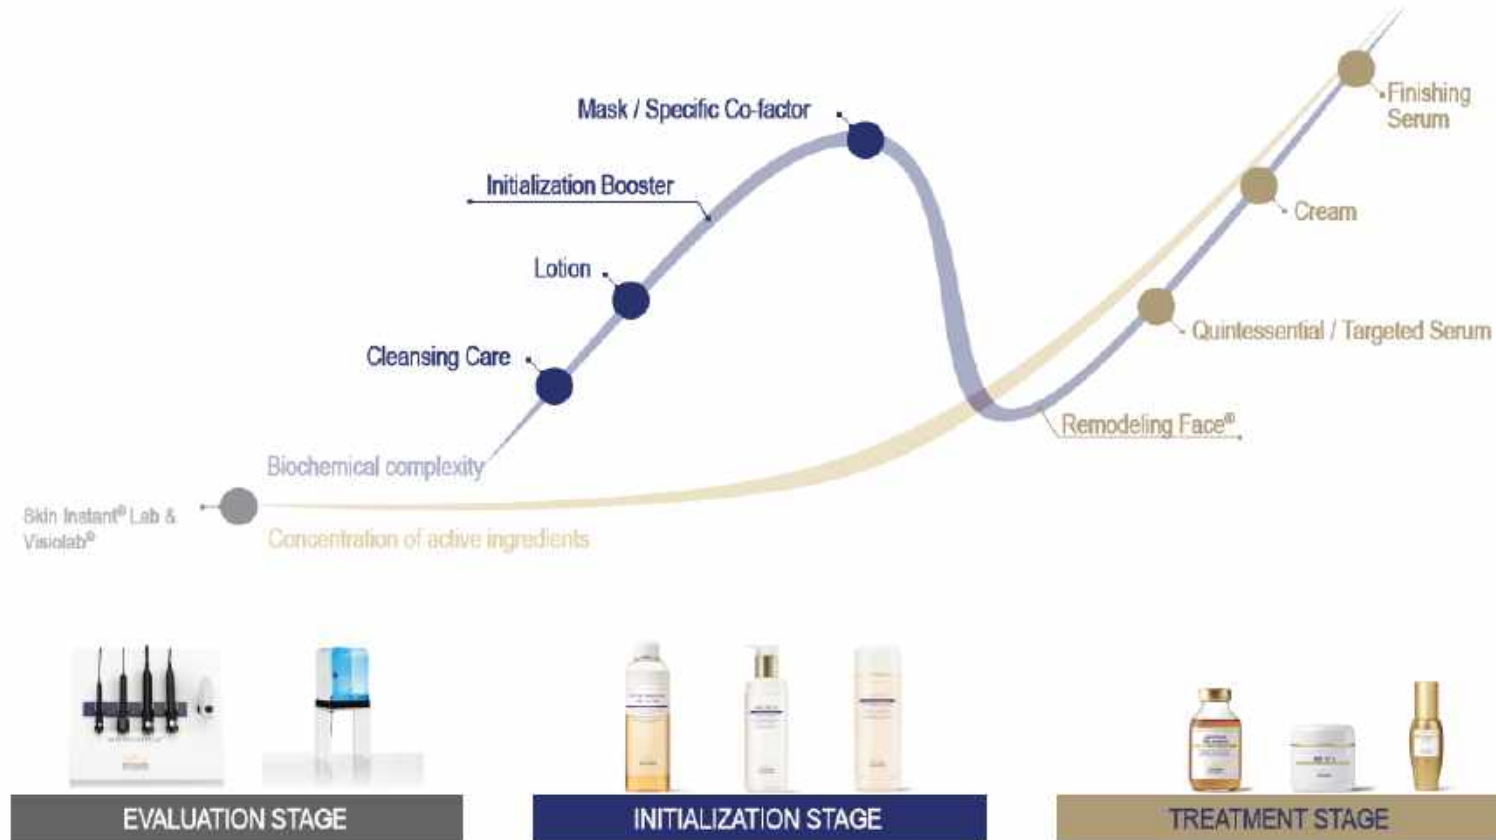 Mask / Specific Co-factor
Initialization Booster
Lotion
Cleansing Care
Biochemical complexity
Skin Instant® Lab &
Visiolab®
Concentration of active ingredients
Finishing
Serum
Cream
Quintessential / Targeted Serum
Remodeling Face®
EVALUATION STAGE
INITIALIZATION STAGE
TREATMENT STAGE